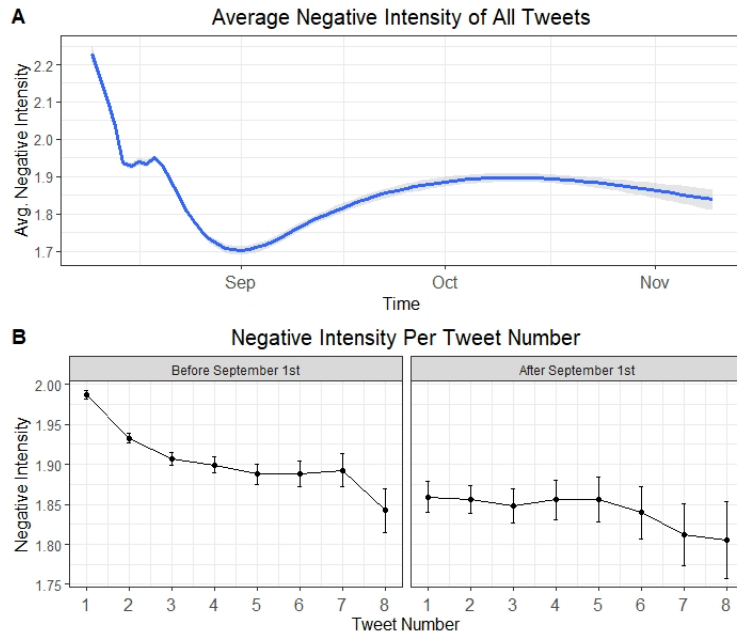 A
Average Negative Intensity of All Tweets
Avg. Negative Intensity
2.2
2.1
2.0
1.9
1.8
1.7
Sep Oct Nov
Time
B
Negative Intensity Per Tweet Number
Before September 1st After September 1st
Negative Intensity
2.00
1.95
1.90
1.85
1.80
1.75
1 2 3 4 5 6 7 8 1 2 3 4 5 6 7 8
Tweet Number